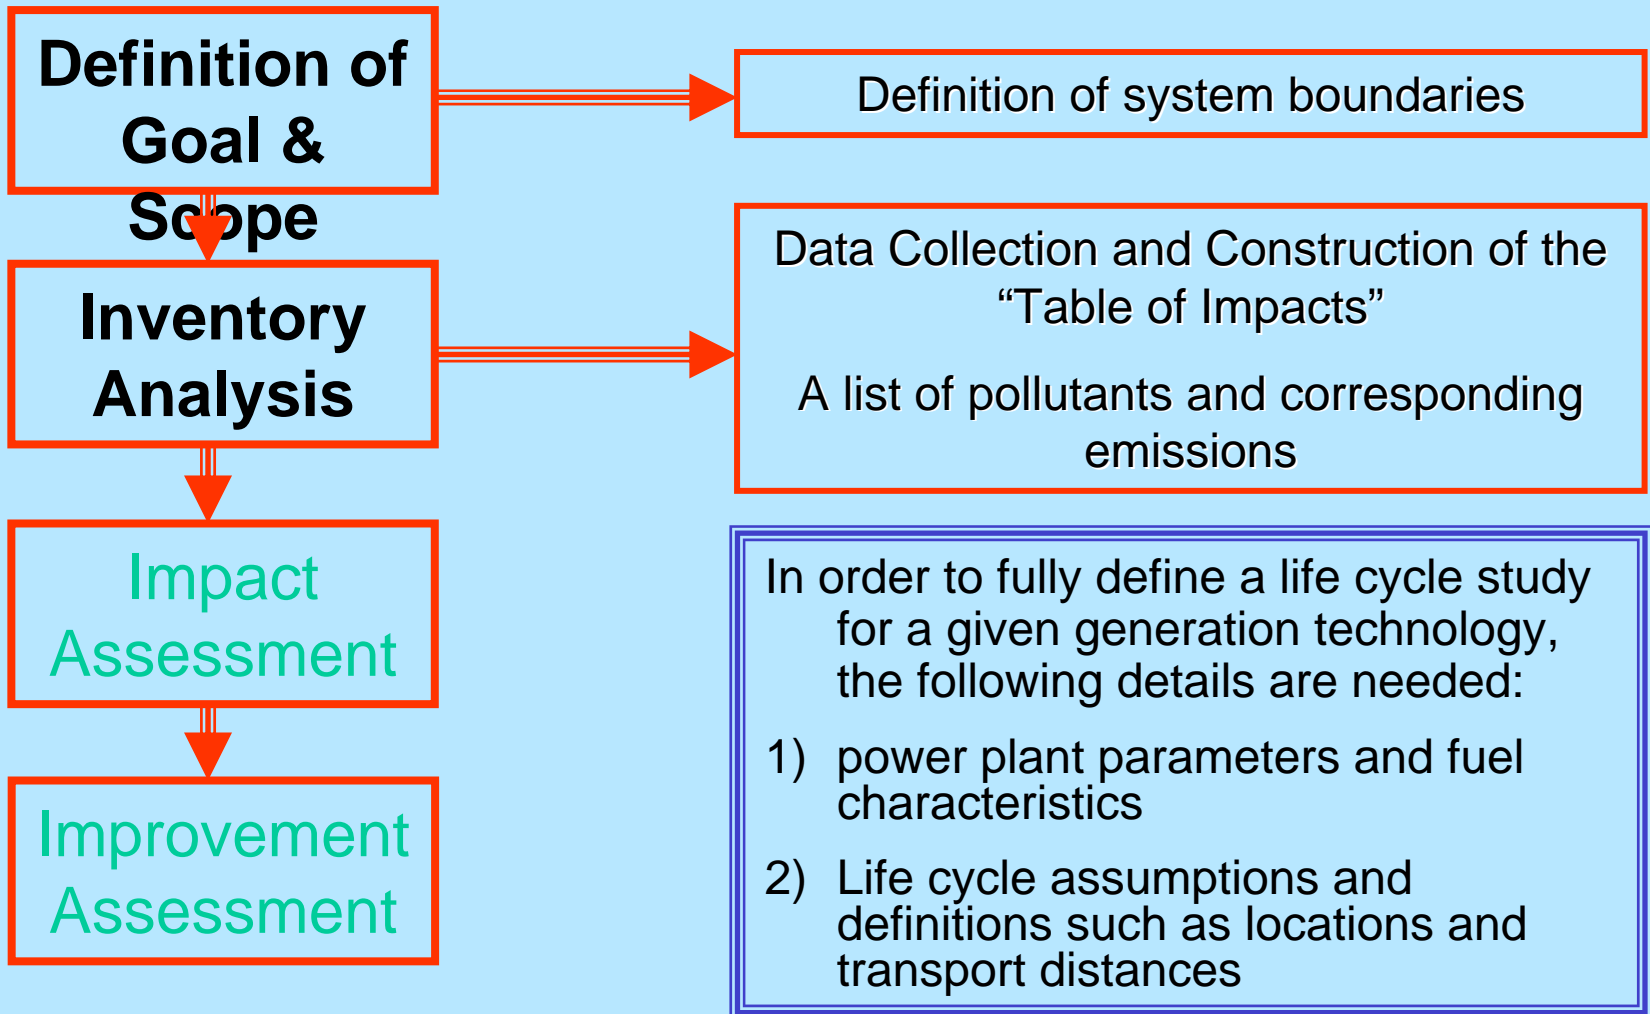 Definition of
Goal &
Scope
Definition of system boundaries
Inventory
Analysis
Data Collection and Construction of the
“Table of Impacts”
A list of pollutants and corresponding
emissions
Impact
Assessment
Improvement
Assessment
In order to fully define a life cycle study
for a given generation technology,
the following details are needed:
1) power plant parameters and fuel
characteristics
2) Life cycle assumptions and
definitions such as locations and
transport distances